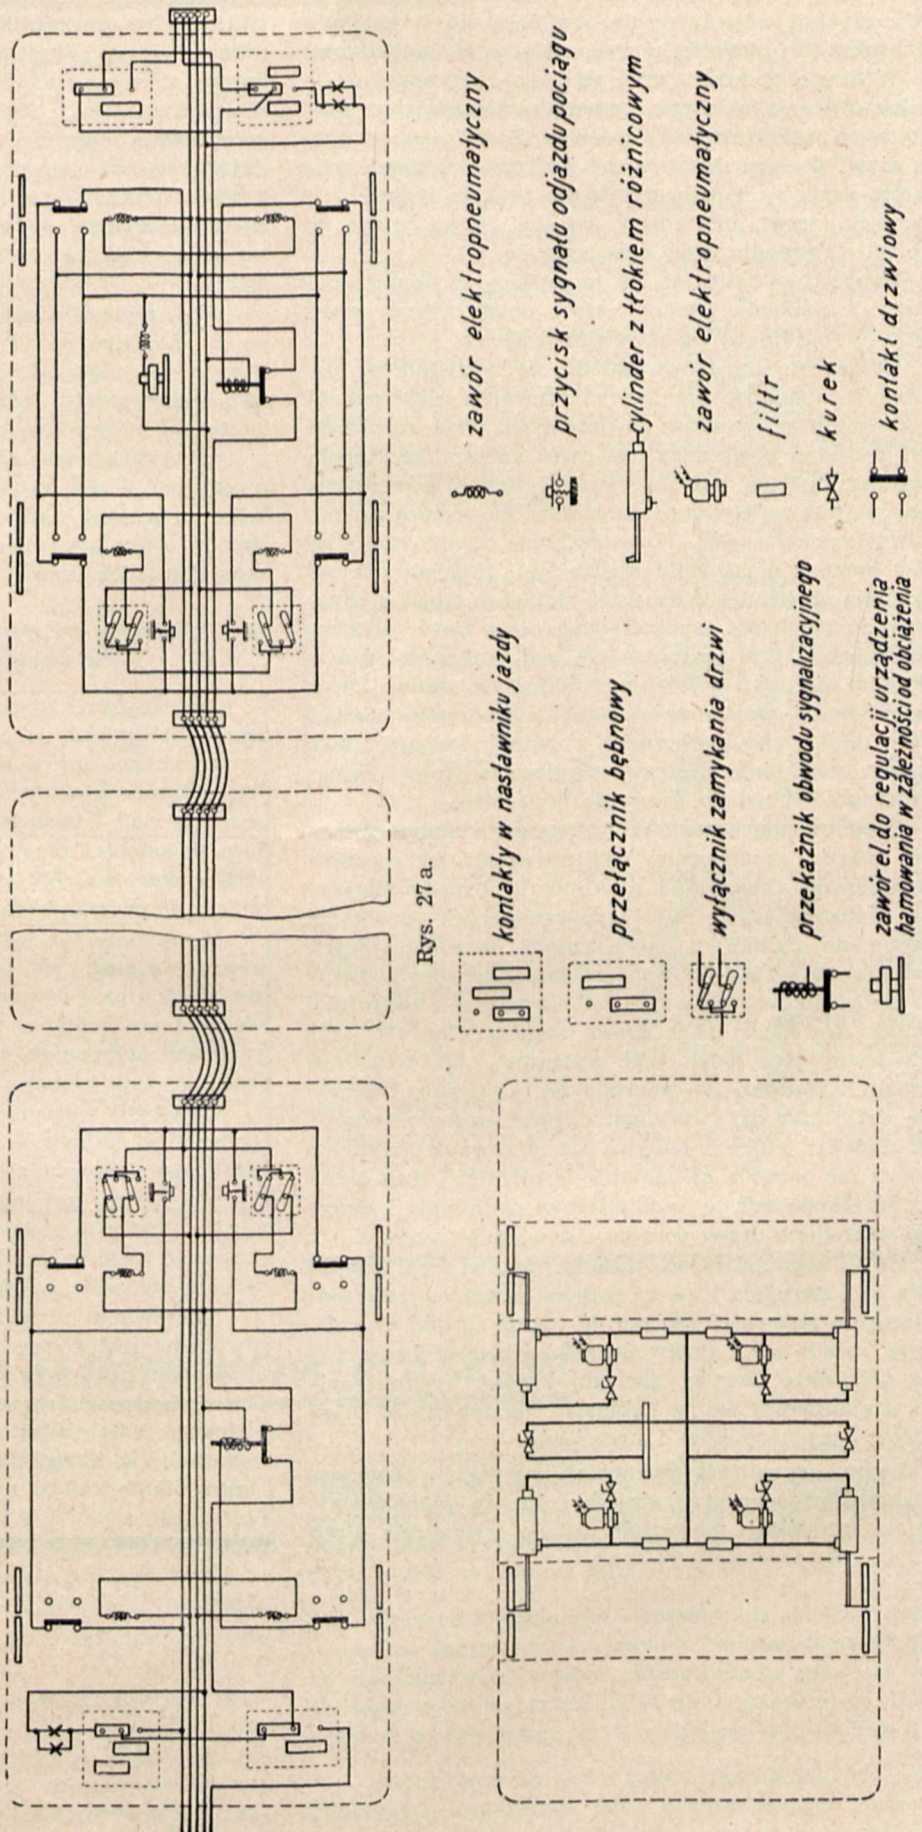 Rys. 27a.
kontakty w nastawniku jazdy
przełącznik bębnowy
wyłącznik zamykania drzwi
przekaźnik obwodu sygnalizacyjnego
zawór el. do regulacji urządzenia
hamowania w zależności od obciążenia
zawór elektropneumatyczny
przycisk sygnału odjazdu pociągu
cylinder z tłokiem różnicowym
zawór elektropneumatyczny
filtr
kurek
kontakt drzwiowy